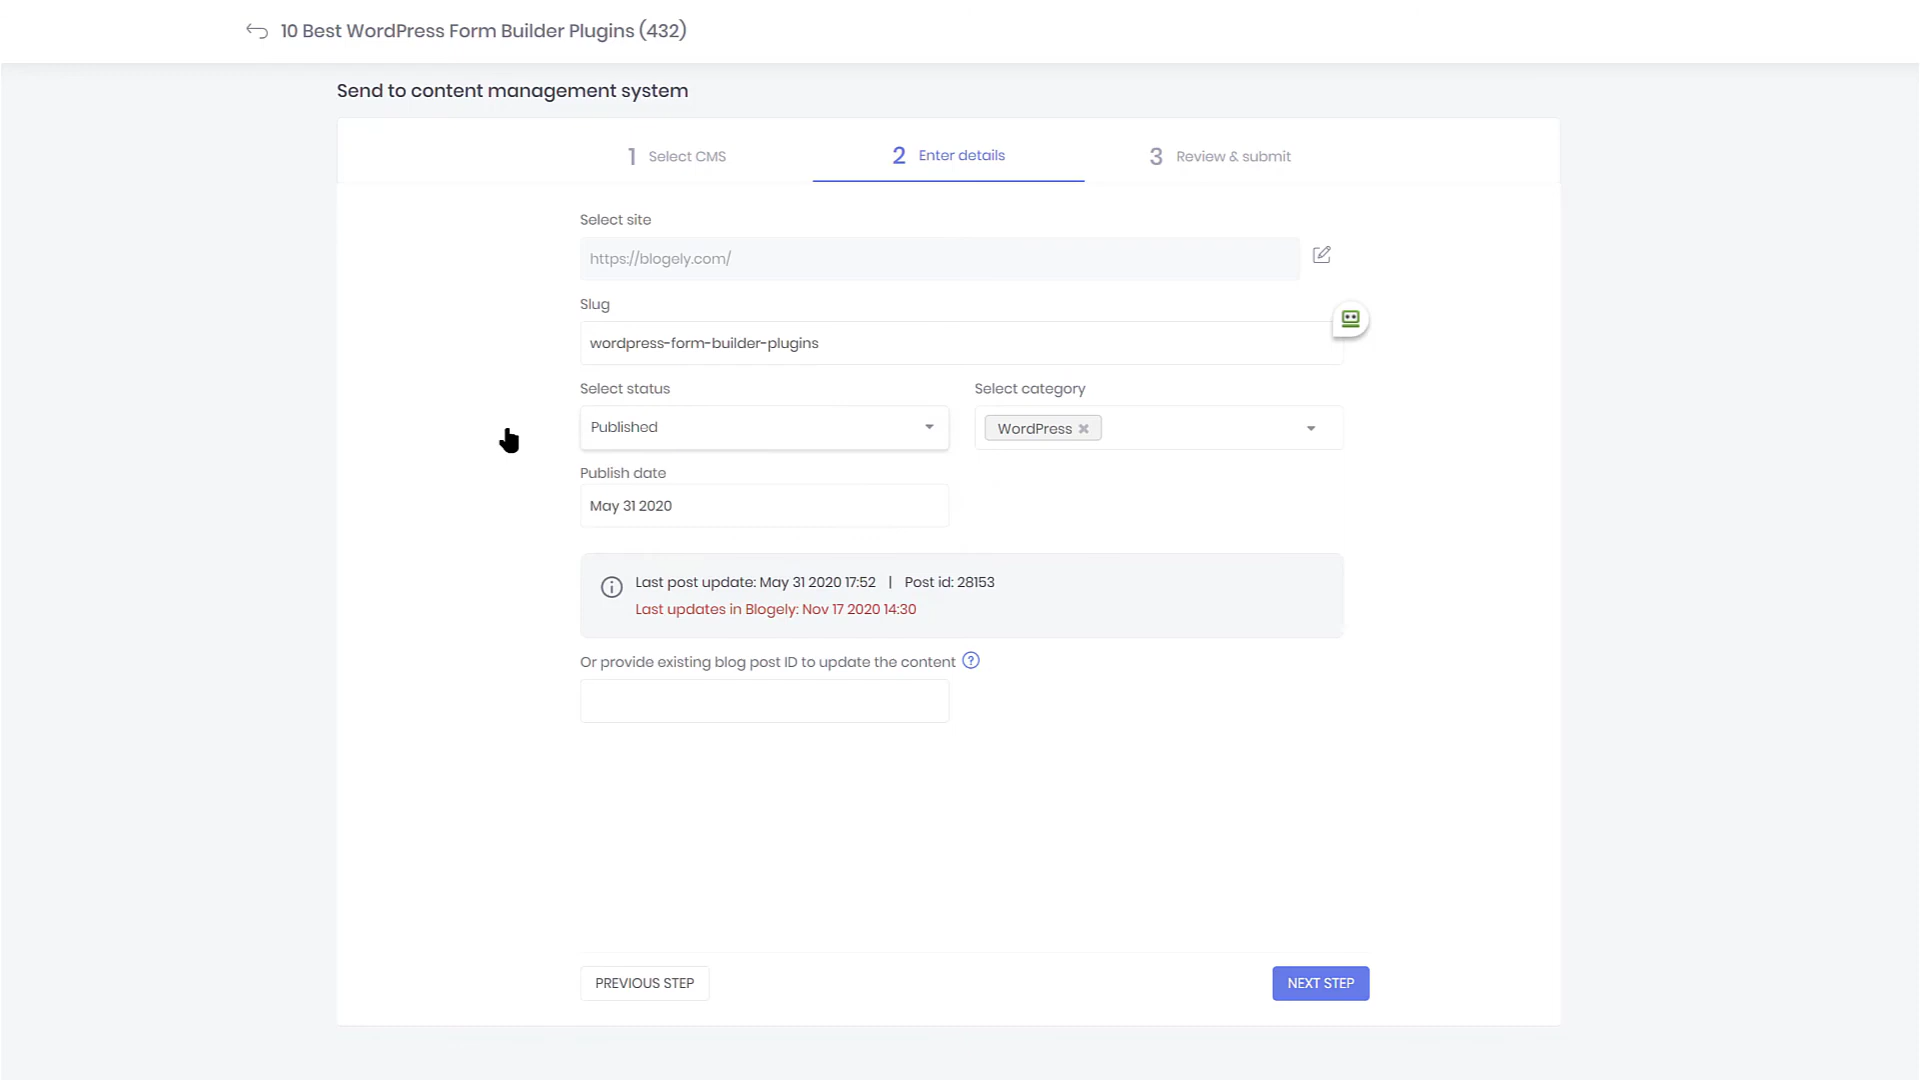 10 Best WordPress Form Builder Plugins (432)
Send to content management system
1 Select CMS
2 Enter details
3 Review & submit
Select site
https://blogely.com/
Slug
wordpress-form-builder-plugins
Select status
Select category
Published
WordPress
Publish date
May 31 2020
Last post update: May 31 2020 17:52 | Post id: 28153
Last updates in Blogely: Nov 17 2020 14:30
Or provide existing blog post ID to update the content
PREVIOUS STEP
NEXT STEP